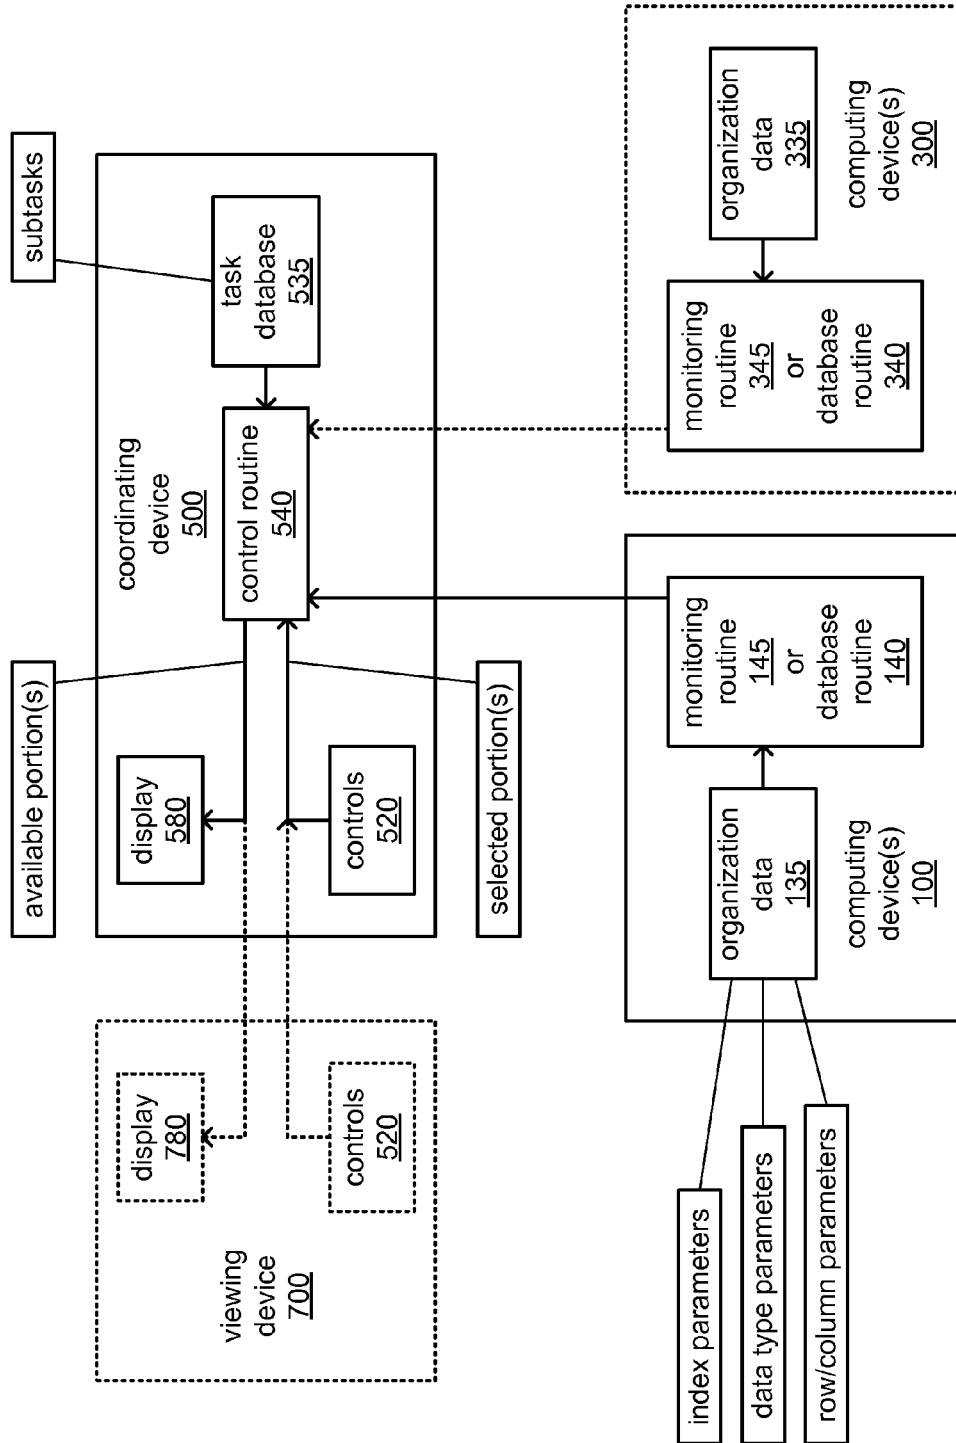 viewing
device
700
display
780
controls
520
available portion(s)
selected portion(s)
subtasks
coordinating
device
500
display
580
controls
520
control routine
540
task
database
535
index parameters
data type parameters
row/column parameters
organization
data
135
computing
device(s)
100
monitoring
routine
145
or
database
routine
140
monitoring
routine
345
or
database
routine
340
organization
data
335
computing
device(s)
300